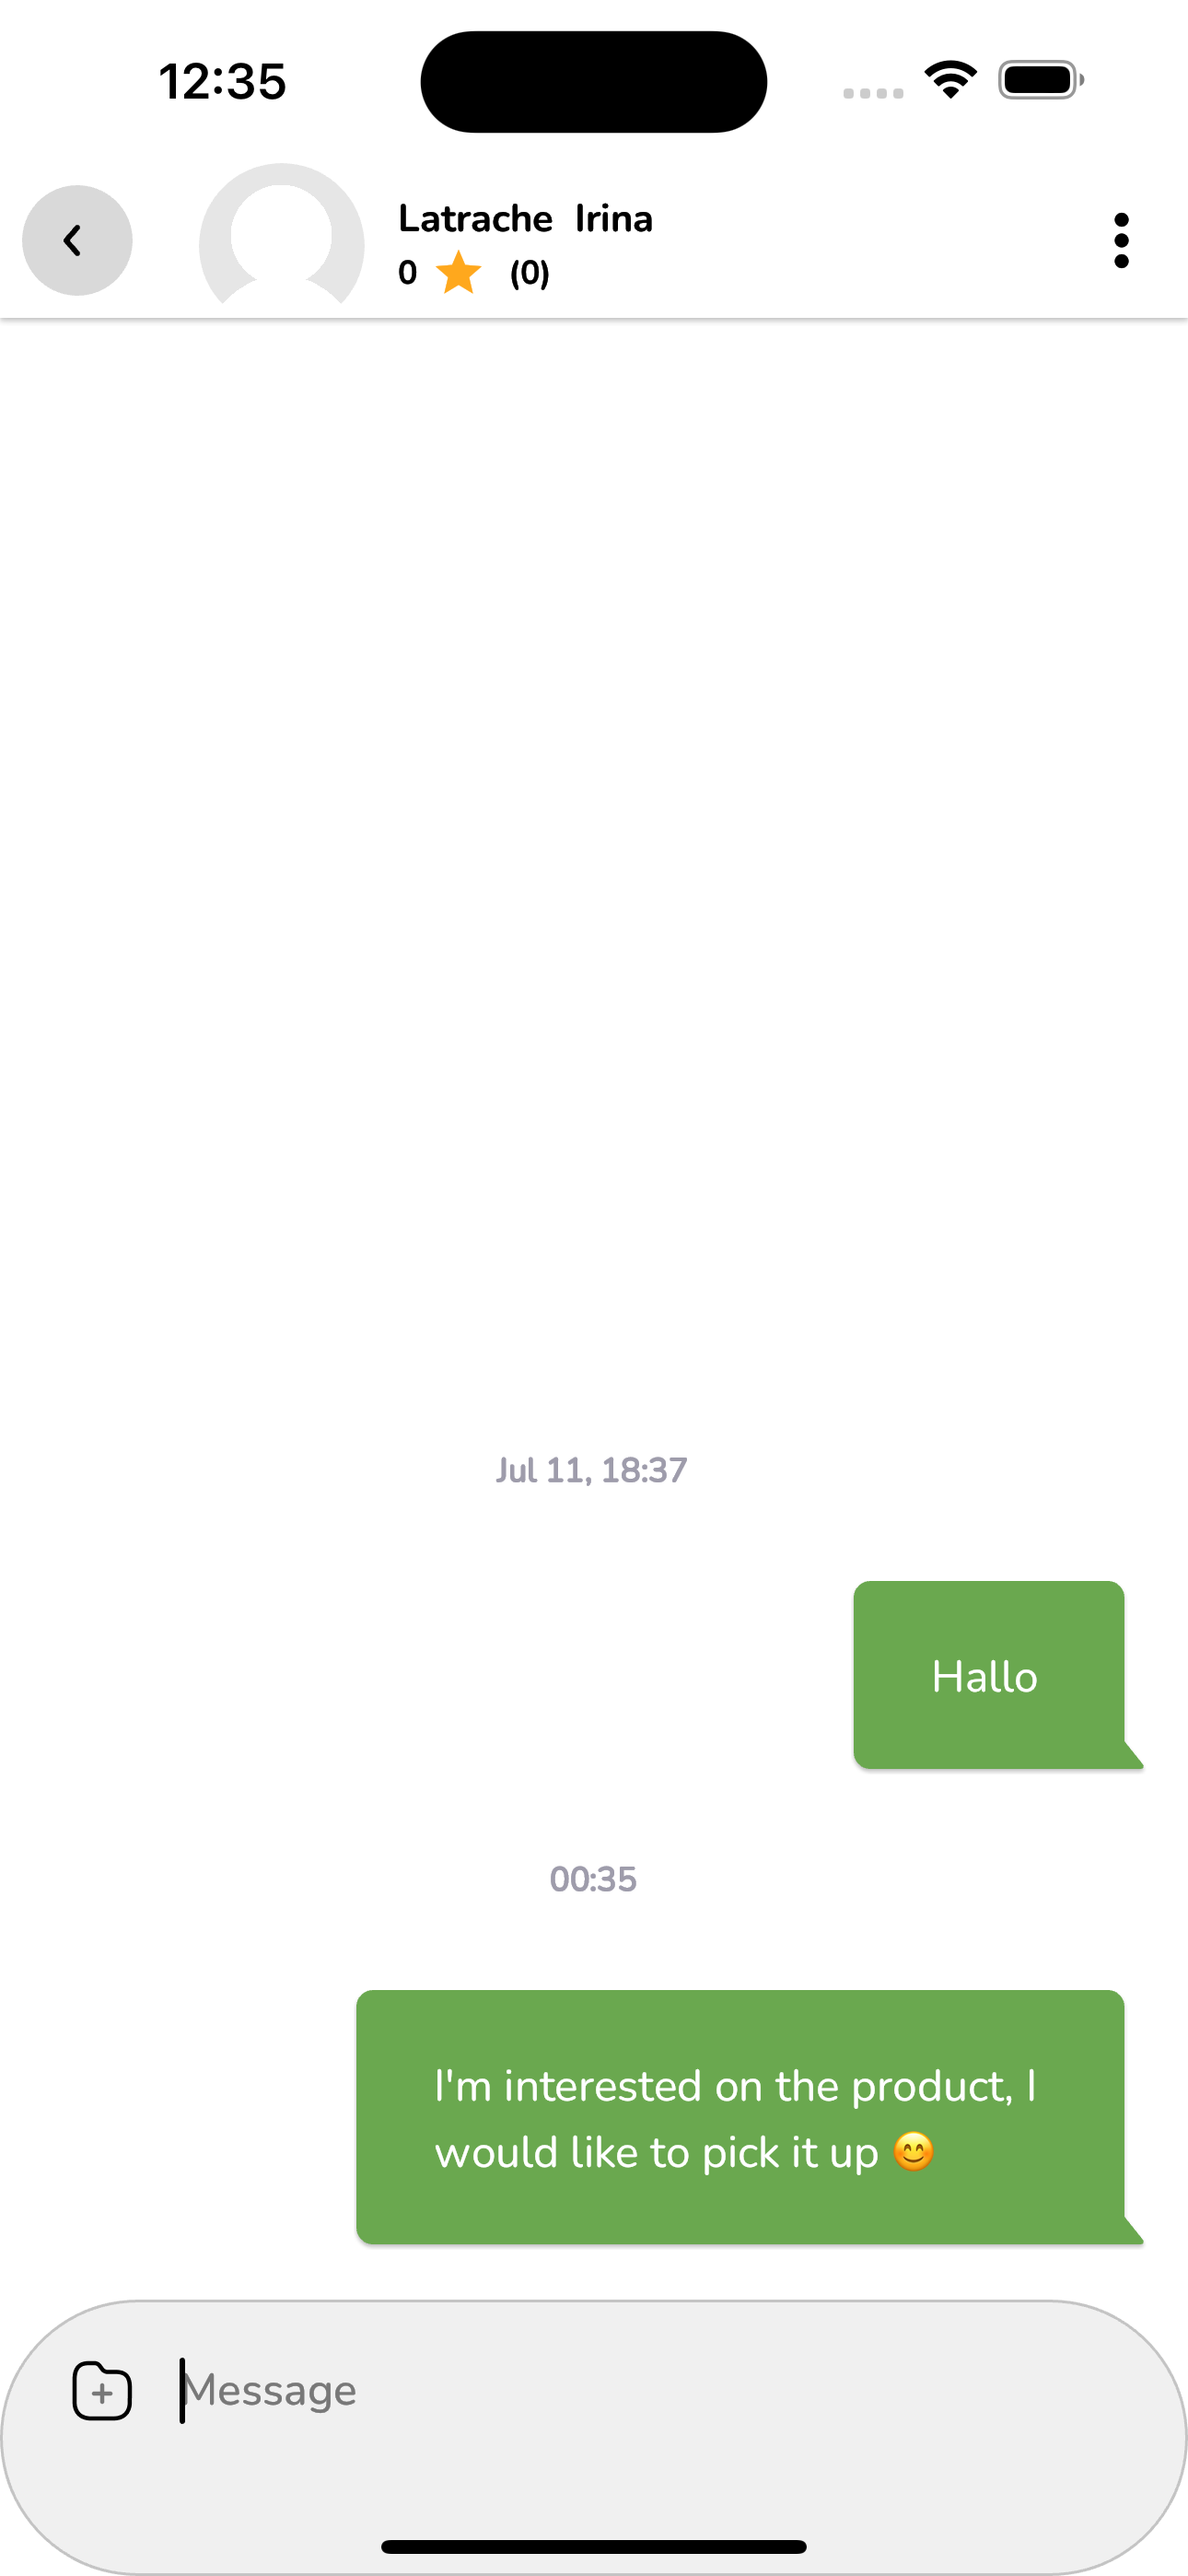 12:35
Latrache Irina
0 (0)
Jul 11, 18:37
Hallo
00:35
I'm interested on the product, I
would like to pick it up 😊
Message